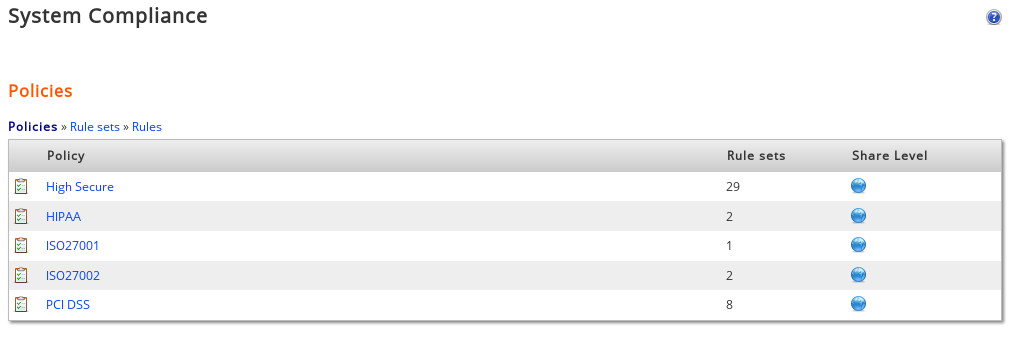 System Compliance
Policies
Policies » Rule sets » Rules
Policy Rule sets Share Level
High Secure 29
HIPAA 2
ISO27001 1
ISO27002 2
PCI DSS 8